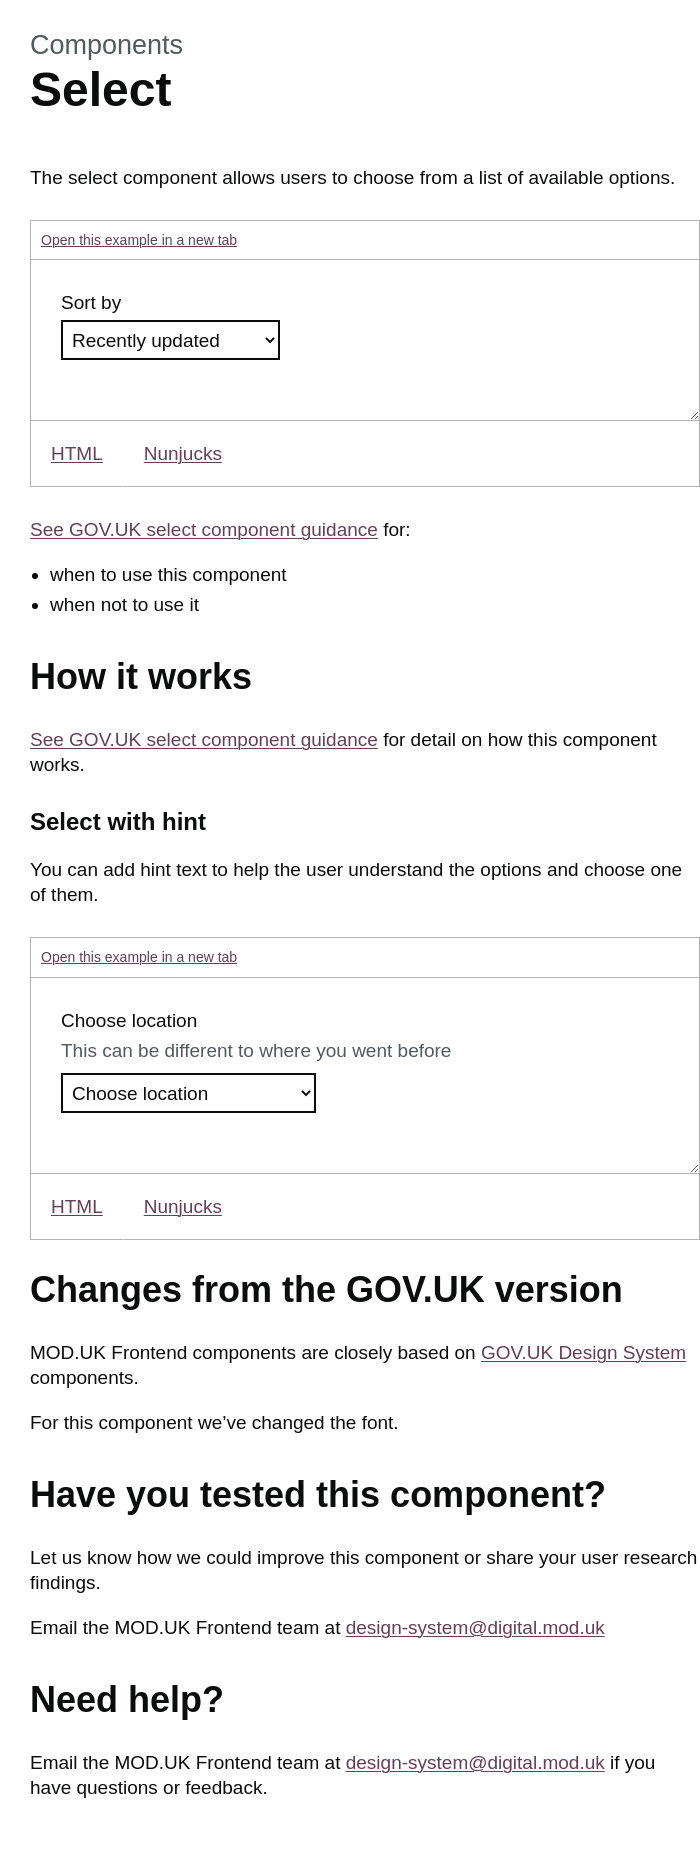 Components
Select
The select component allows users to choose from a list of available options.
Open this example in a new tab
Sort by
Recently updated
HTML Nunjucks
See GOV.UK select component guidance for:
• when to use this component
• when not to use it
How it works
See GOV.UK select component guidance for detail on how this component
works.
Select with hint
You can add hint text to help the user understand the options and choose one
of them.
Open this example in a new tab
Choose location
This can be different to where you went before
Choose location
HTML Nunjucks
Changes from the GOV.UK version
MOD.UK Frontend components are closely based on GOV.UK Design System
components.
For this component we’ve changed the font.
Have you tested this component?
Let us know how we could improve this component or share your user research
findings.
Email the MOD.UK Frontend team at design-system@digital.mod.uk
Need help?
Email the MOD.UK Frontend team at design-system@digital.mod.uk if you
have questions or feedback.